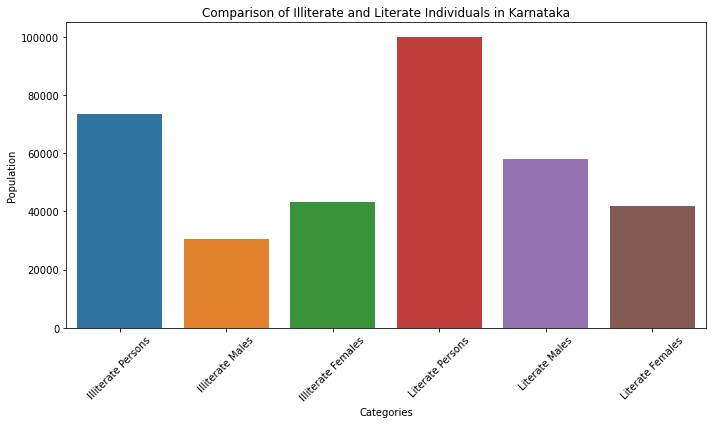 Comparison of Illiterate and Literate Individuals in Karnataka
Population
100000
80000
60000
40000
20000
0
Illiterate Persons
Illiterate Males
Illiterate Females
Literate Persons
Literate Males
Literate Females
Categories